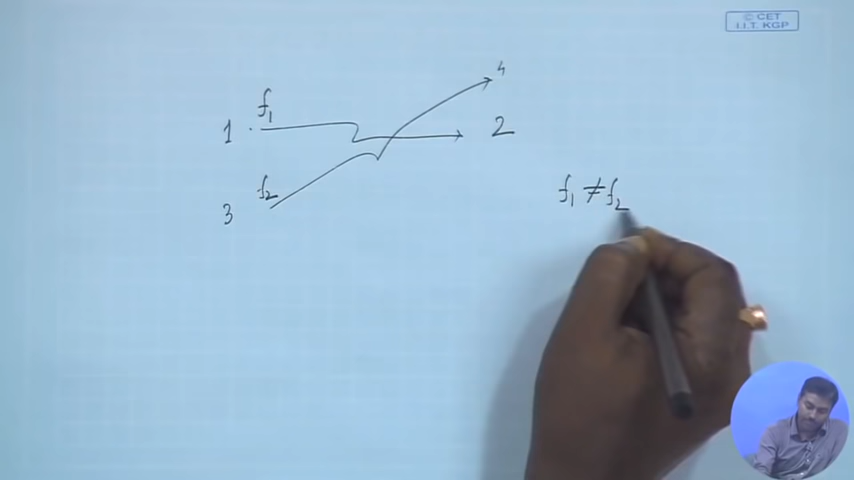 © CET
I.I.T. KGP
4
f₁
1 2
f₂
3
f₁ ≠ f₂